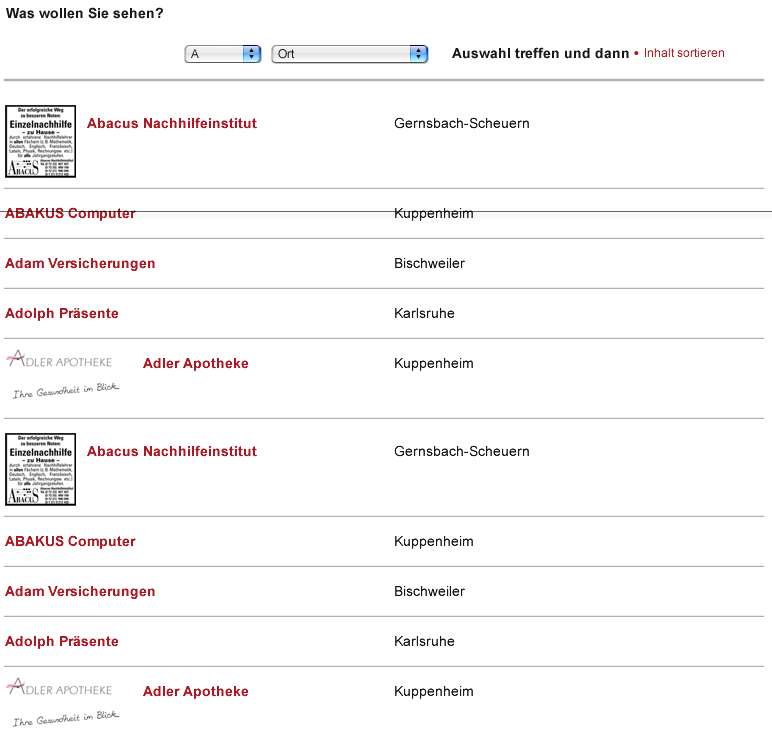 Was wollen Sie sehen?
A
Ort
Auswahl treffen und dann • Inhalt sortieren
Der erfolgreiche Weg
zu besseren Noten:
Einzelnachhilfe
– zu Hause –
durch erfahrene Nachhilfelehrer
in allen Fächern (z. B. Mathematik,
Deutsch, Englisch, Französisch,
Latein, Physik, Rechnungsw. etc.)
für alle Jahrgangsstufen.
ABACUS
Abacus Nachhilfeinstitut
Gernsbach-Scheuern
ABAKUS Computer
Kuppenheim
Adam Versicherungen
Bischweiler
Adolph Präsente
Karlsruhe
ADLER APOTHEKE
Ihre Gesundheit im Blick
Adler Apotheke
Kuppenheim
Der erfolgreiche Weg
zu besseren Noten:
Einzelnachhilfe
– zu Hause –
durch erfahrene Nachhilfelehrer
in allen Fächern (z. B. Mathematik,
Deutsch, Englisch, Französisch,
Latein, Physik, Rechnungsw. etc.)
für alle Jahrgangsstufen.
ABACUS
Abacus Nachhilfeinstitut
Gernsbach-Scheuern
ABAKUS Computer
Kuppenheim
Adam Versicherungen
Bischweiler
Adolph Präsente
Karlsruhe
ADLER APOTHEKE
Ihre Gesundheit im Blick
Adler Apotheke
Kuppenheim